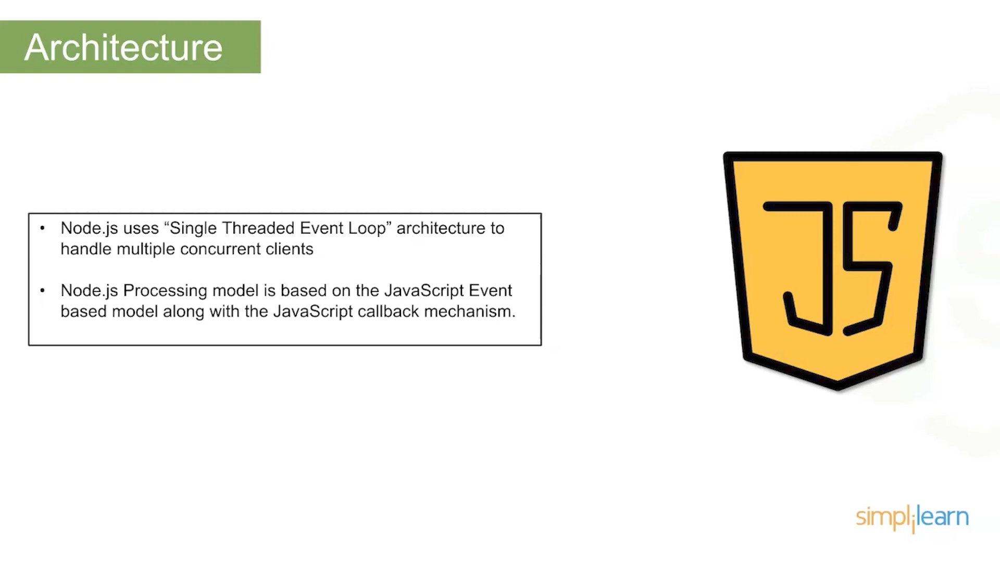 Architecture
• Node.js uses “Single Threaded Event Loop” architecture to
handle multiple concurrent clients
• Node.js Processing model is based on the JavaScript Event
based model along with the JavaScript callback mechanism.
JS
simplilearn